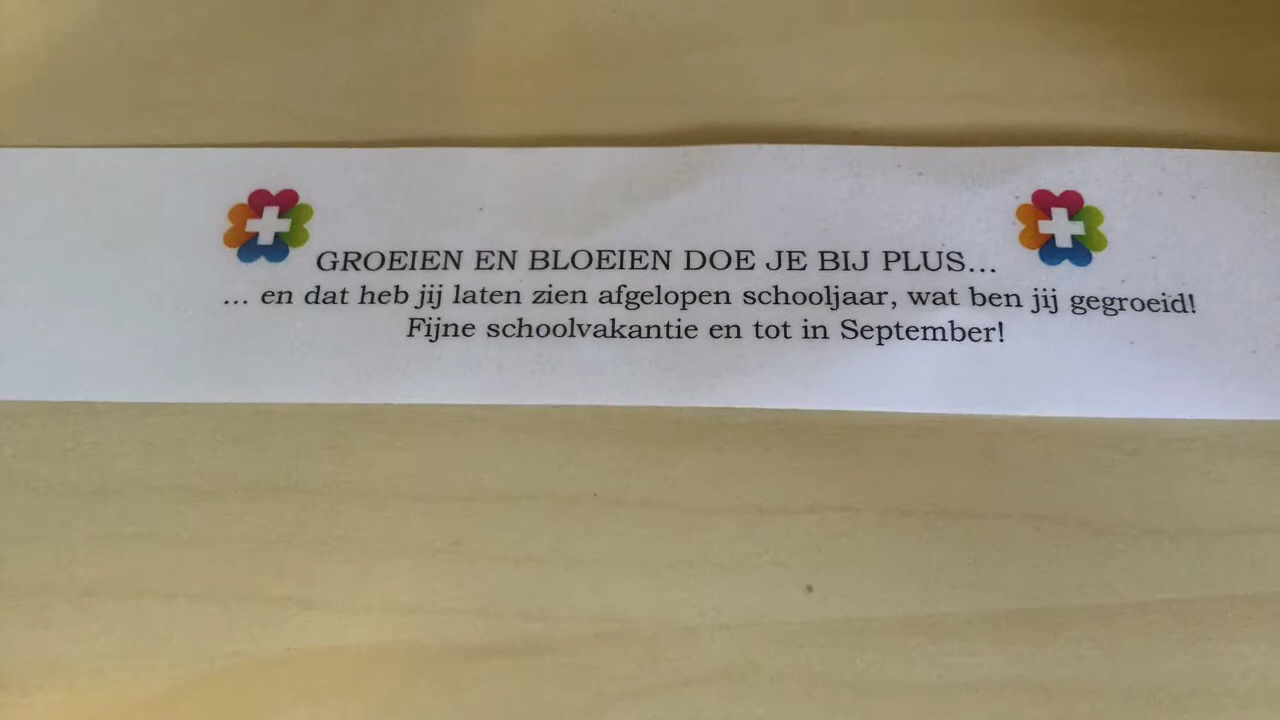 GROEIEN EN BLOEIEN DOE JE BIJ PLUS...
... en dat heb jij laten zien afgelopen schooljaar, wat ben jij gegroeid!
Fijne schoolvakantie en tot in September!